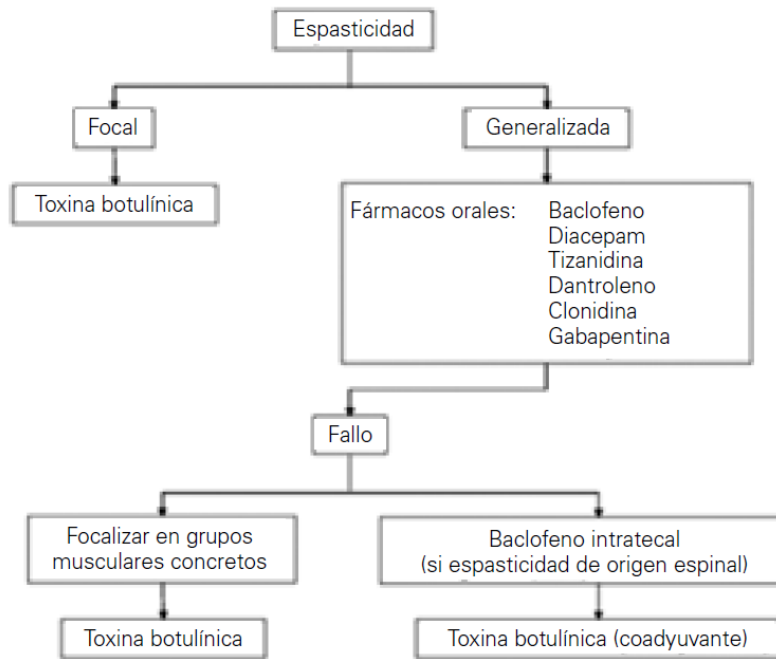 Espasticidad
Focal
Generalizada
Toxina botulínica
Fármacos orales: Baclofeno
Diacepam
Tizanidina
Dantroleno
Clonidina
Gabapentina
Fallo
Focalizar en grupos
musculares concretos
Baclofeno intratecal
(si espasticidad de origen espinal)
Toxina botulínica
Toxina botulínica (coadyuvante)